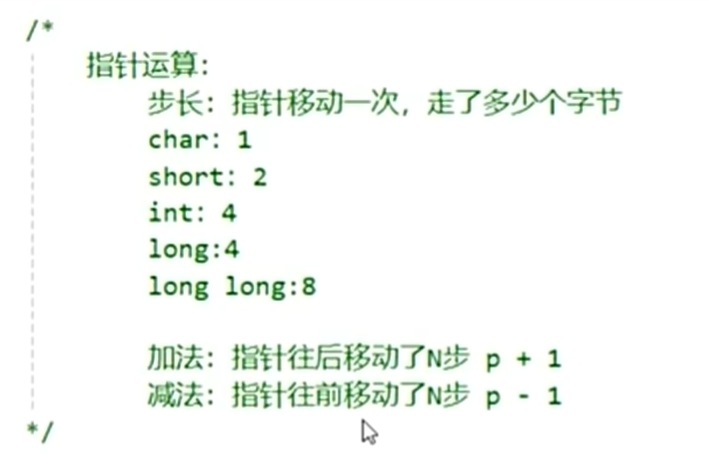 /*
指针运算：
步长：指针移动一次，走了多少个字节
char: 1
short: 2
int: 4
long:4
long long:8
加法：指针往后移动了N步 p + 1
减法：指针往前移动了N步 p - 1
*/